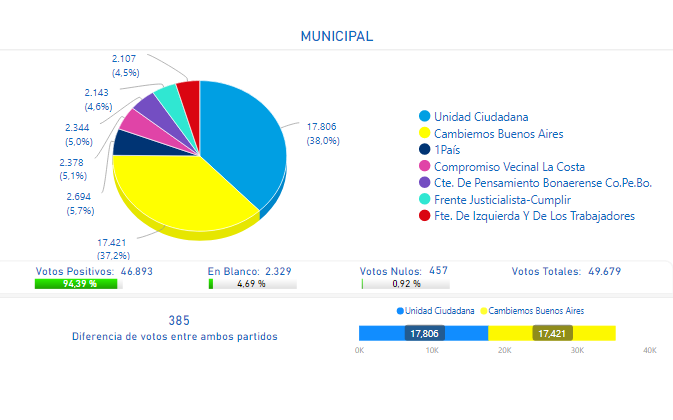 MUNICIPAL
2.107
(4,5%)
2.143
(4,6%)
2.344
(5,0%)
2.378
(5,1%)
2.694
(5,7%)
17.421
(37,2%)
17.806
(38,0%)
Unidad Ciudadana
Cambiemos Buenos Aires
1País
Compromiso Vecinal La Costa
Cte. De Pensamiento Bonaerense Co.Pe.Bo.
Frente Justicialista-Cumplir
Fte. De Izquierda Y De Los Trabajadores
Votos Positivos: 46.893
94,39 %
En Blanco: 2.329
4,69 %
Votos Nulos: 457
0,92 %
Votos Totales: 49.679
385
Diferencia de votos entre ambos partidos
Unidad Ciudadana Cambiemos Buenos Aires
17,806 17,421
0K 10K 20K 30K 40K